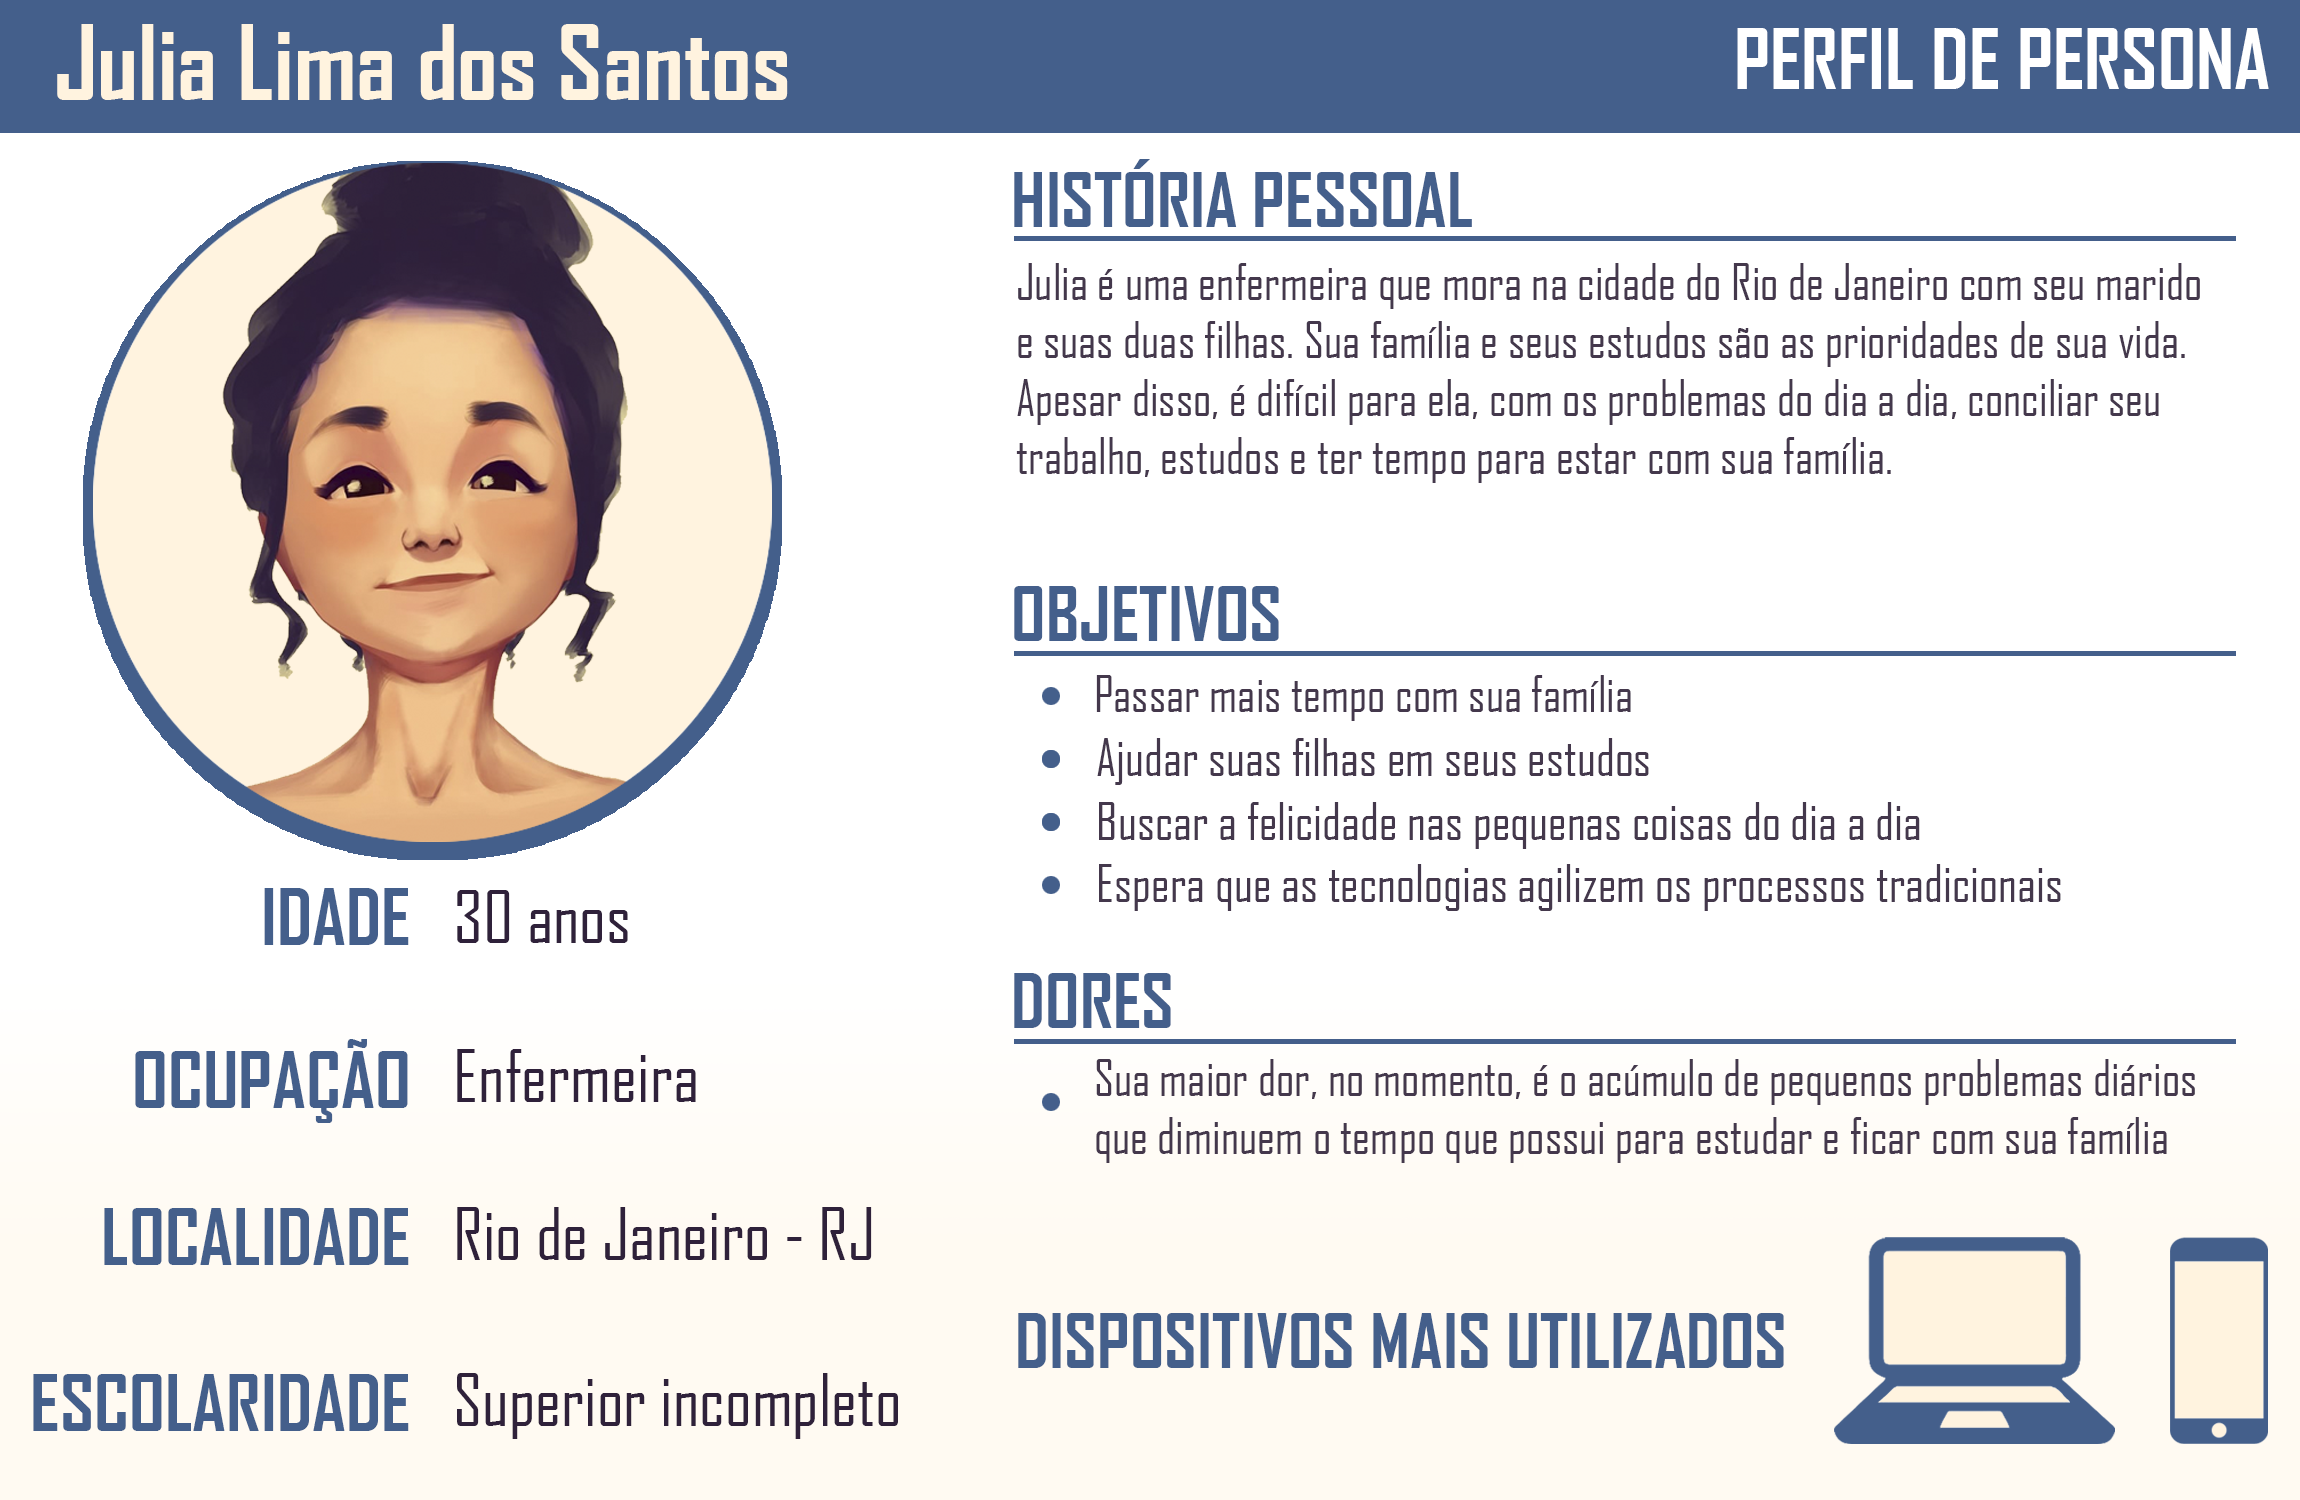 Julia Lima dos Santos
PERFIL DE PERSONA
HISTÓRIA PESSOAL
Julia é uma enfermeira que mora na cidade do Rio de Janeiro com seu marido
e suas duas filhas. Sua família e seus estudos são as prioridades de sua vida.
Apesar disso, é difícil para ela, com os problemas do dia a dia, conciliar seu
trabalho, estudos e ter tempo para estar com sua família.
OBJETIVOS
• Passar mais tempo com sua família
• Ajudar suas filhas em seus estudos
• Buscar a felicidade nas pequenas coisas do dia a dia
• Espera que as tecnologias agilizem os processos tradicionais
DORES
• Sua maior dor, no momento, é o acúmulo de pequenos problemas diários
que diminuem o tempo que possui para estudar e ficar com sua família
DISPOSITIVOS MAIS UTILIZADOS
IDADE 30 anos
OCUPAÇÃO Enfermeira
LOCALIDADE Rio de Janeiro - RJ
ESCOLARIDADE Superior incompleto